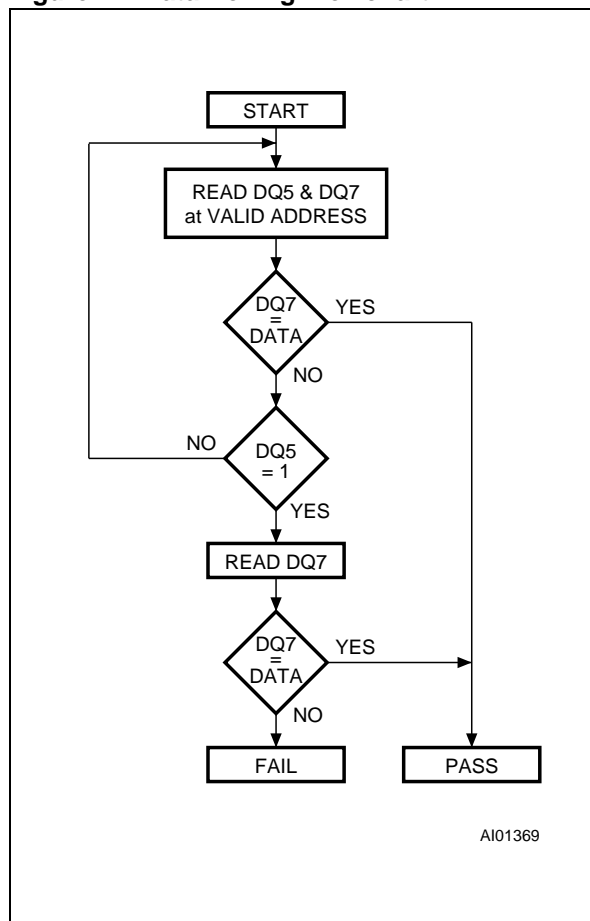 START
READ DQ5 & DQ7
at VALID ADDRESS
DQ7
=
DATA
YES
NO
DQ5
= 1
NO
YES
READ DQ7
DQ7
=
DATA
YES
NO
FAIL
PASS
AI01369